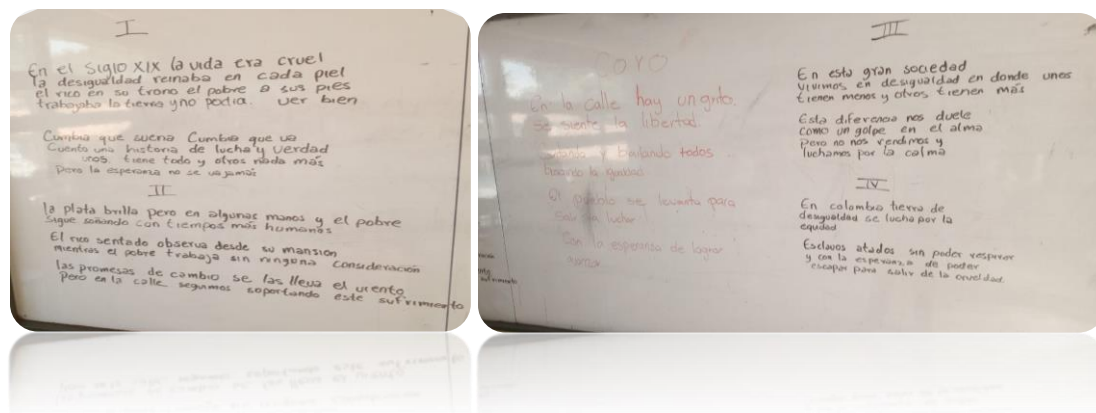 I
En el siglo XIX la vida era cruel
la desigualdad reinaba en cada piel
el rico en su trono el pobre a sus pies
trabajaba la tierra y no podia. ver bien
Cumbia que suena Cumbia que va
Cuento una historia de lucha y verdad
unos tiene todo y otros nada más
Pero la esperanza no se va jamás
II
la plata brilla pero en algunas manos y el pobre
sigue soñando con tiempos más humanos
El rico sentado observa desde su mansion
mientras el pobre trabaja sin ninguna consideración
las promesas de cambio se las lleva el viento
Pero en la calle seguimos soportando este sufrimiento
Coro
En la calle hay un grito.
se siente la libertad.
y bailando todos
buscando la igualdad
El pueblo se levanta para
lucha
Con la esperanza de lograr
III
En esta gran sociedad
vivimos en desigualdad en donde unos
tienen menos y otros tienen más
Esta diferencia nos duele
como un golpe en el alma
Pero no nos rendimos y
luchamos por la calma
IV
En colombia tierra de
desigualdad se lucha por la
equidad
Esclavos atados sin poder respirar
y con la esperanza de poder
escapar para salir de la crueldad.